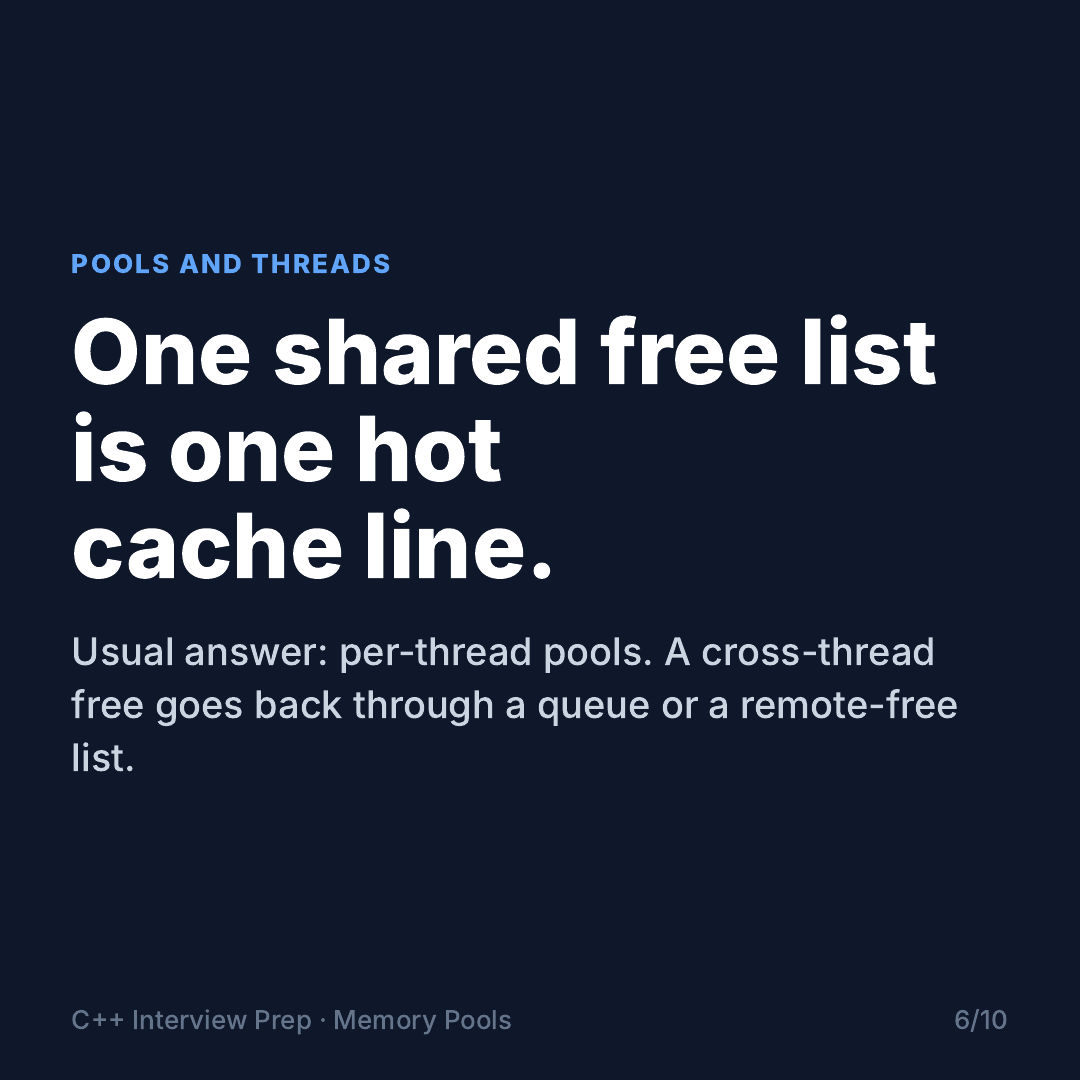 POOLS AND THREADS
One shared free list
is one hot
cache line.
Usual answer: per-thread pools. A cross-thread
free goes back through a queue or a remote-free
list.
C++ Interview Prep · Memory Pools
6/10